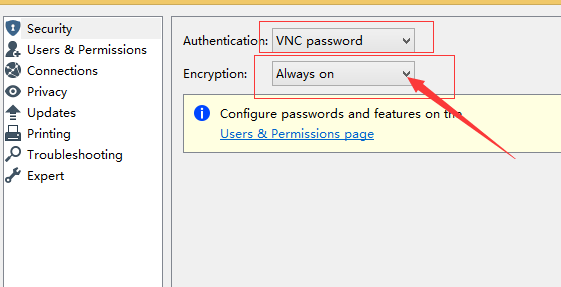 Security
Users & Permissions
Connections
Privacy
Updates
Printing
Troubleshooting
Expert
Authentication: VNC password
Encryption: Always on
Configure passwords and features on the
Users & Permissions page